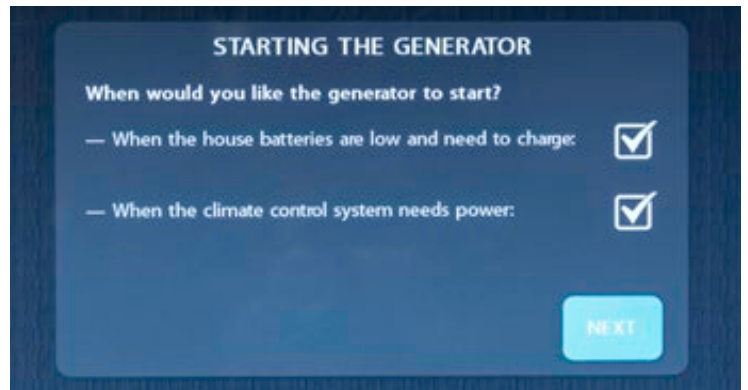 STARTING THE GENERATOR
When would you like the generator to start?
— When the house batteries are low and need to charge:
— When the climate control system needs power:
NEXT